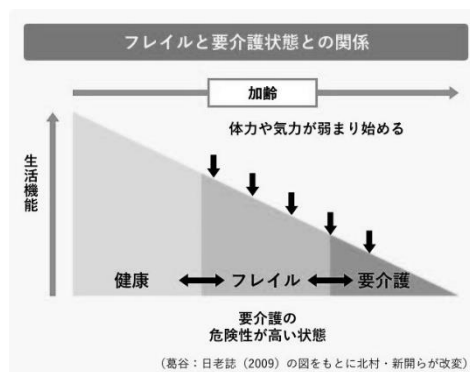 フレイルと要介護状態との関係
加齢
体力や気力が弱まり始める
生活機能
健康
フレイル
要介護
要介護の
危険性が高い状態
（葛谷：日老誌（2009）の図をもとに北村・新開らが改変）